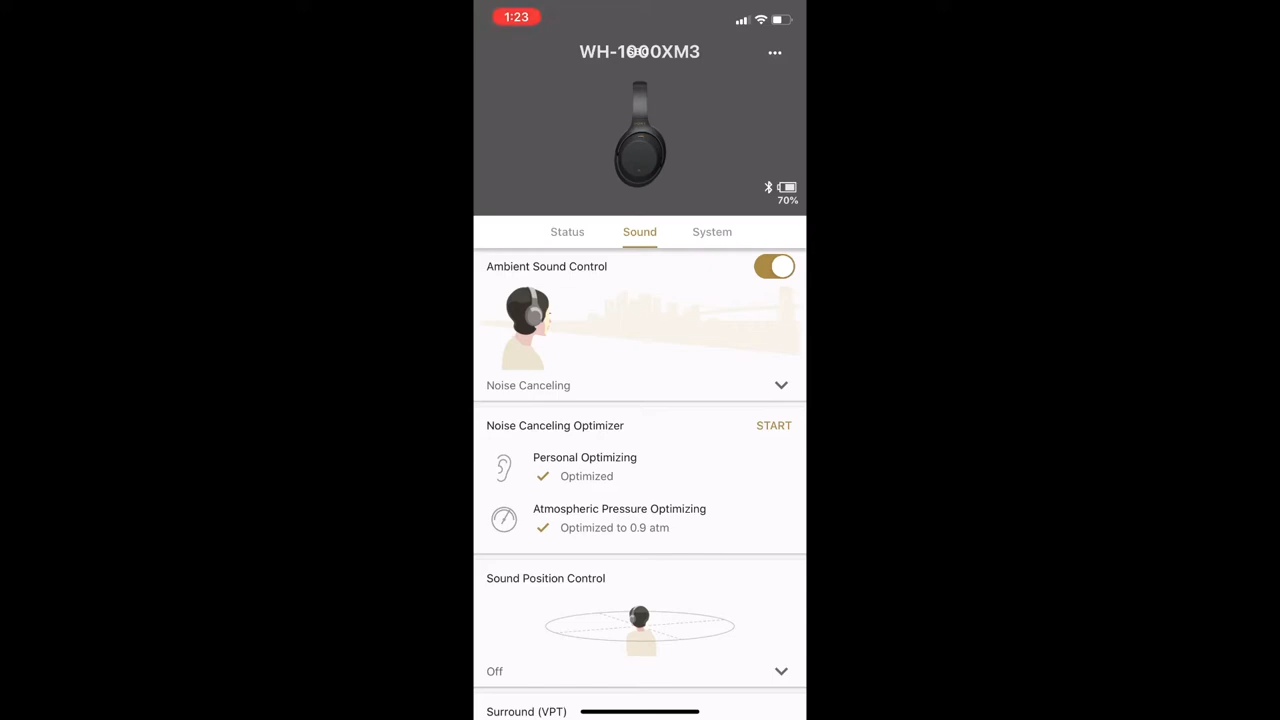 1:23
WH-1000XM3
70%
Status Sound System
Ambient Sound Control
Noise Canceling
Noise Canceling Optimizer START
Personal Optimizing
Optimized
Atmospheric Pressure Optimizing
Optimized to 0.9 atm
Sound Position Control
Off
Surround (VPT)